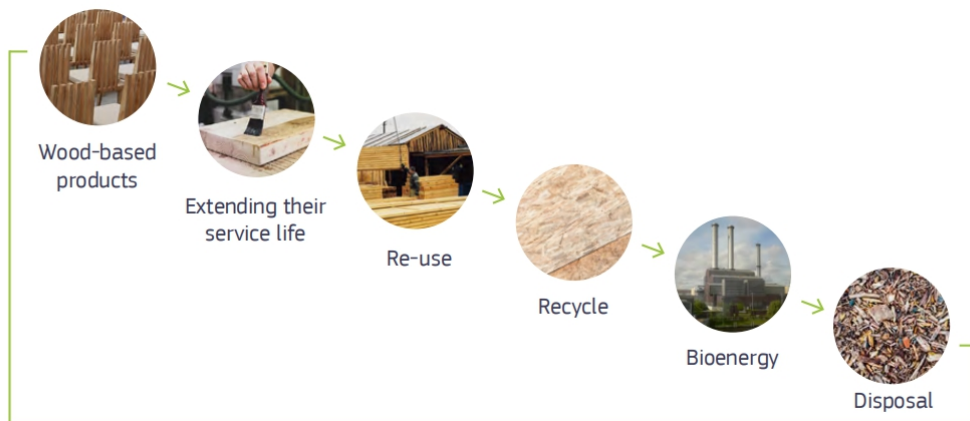 Wood-based
products
Extending their
service life
Re-use
Recycle
Bioenergy
Disposal